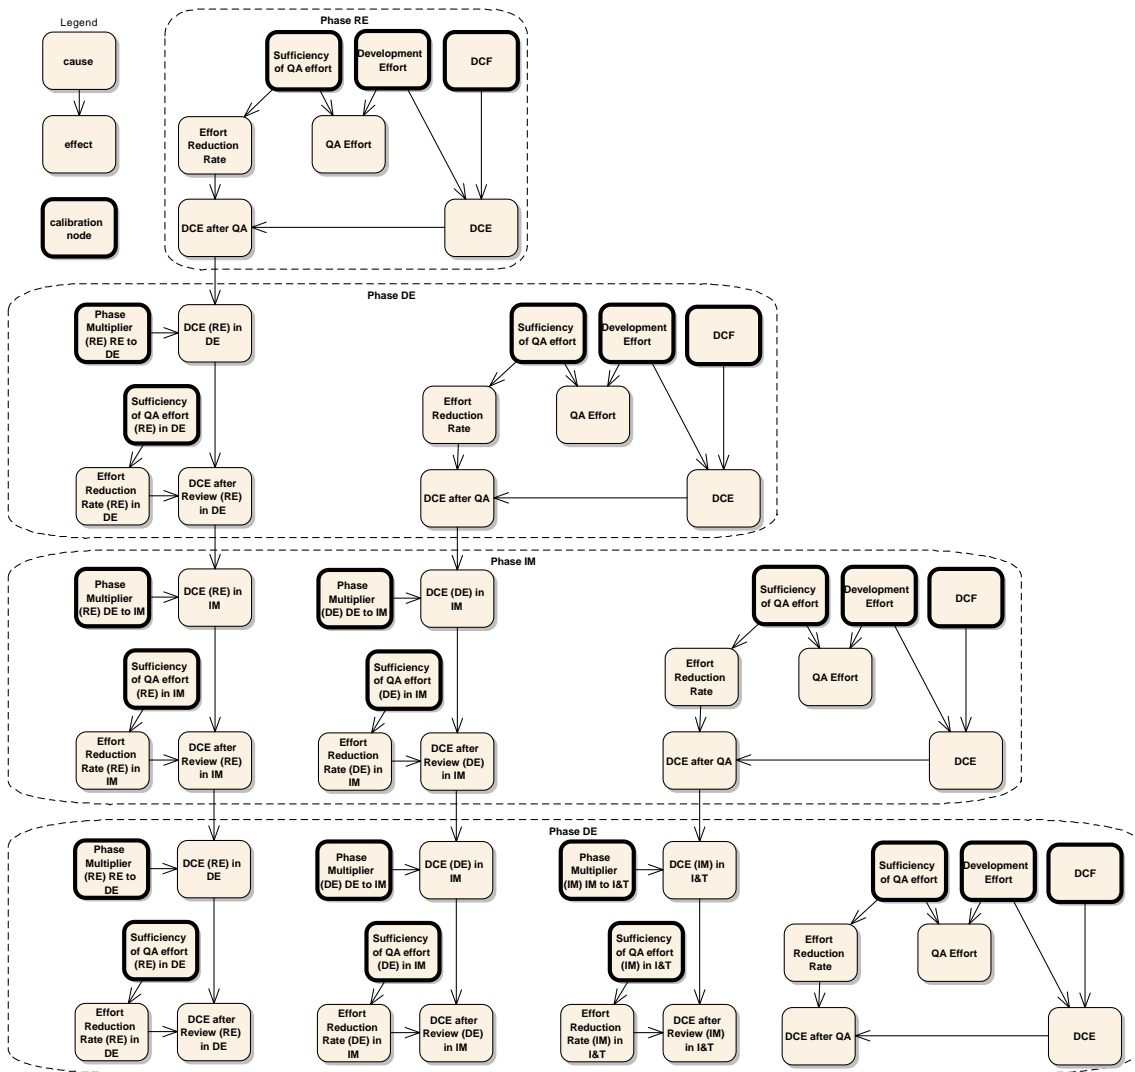 Legend
cause
effect
calibration
node
Phase RE
Sufficiency
of QA effort
Development
Effort
DCF
Effort
Reduction
Rate
QA Effort
DCE after QA
DCE
Phase DE
Phase
Multiplier
(RE) RE to
DE
DCE (RE) in
DE
Sufficiency
of QA effort
(RE) in DE
Effort
Reduction
Rate (RE) in
DE
DCE after
Review (RE)
in DE
Sufficiency
of QA effort
Development
Effort
DCF
Effort
Reduction
Rate
QA Effort
DCE after QA
DCE
Phase IM
Phase
Multiplier
(RE) DE to IM
DCE (RE) in
IM
Sufficiency
of QA effort
(RE) in IM
Effort
Reduction
Rate (RE) in
IM
DCE after
Review (RE)
in IM
Phase
Multiplier
(DE) DE to IM
DCE (DE) in
IM
Sufficiency
of QA effort
(DE) in IM
Effort
Reduction
Rate (DE) in
IM
DCE after
Review (DE)
in IM
Sufficiency
of QA effort
Development
Effort
DCF
Effort
Reduction
Rate
QA Effort
DCE after QA
DCE
Phase DE
Phase
Multiplier
(RE) RE to
DE
DCE (RE) in
DE
Sufficiency
of QA effort
(RE) in DE
Effort
Reduction
Rate (RE) in
DE
DCE after
Review (RE)
in DE
Phase
Multiplier
(DE) DE to IM
DCE (DE) in
IM
Sufficiency
of QA effort
(DE) in IM
Effort
Reduction
Rate (DE) in
IM
DCE after
Review (DE)
in IM
Phase
Multiplier
(IM) IM to I&T
DCE (IM) in
I&T
Sufficiency
of QA effort
(IM) in I&T
Effort
Reduction
Rate (IM) in
I&T
DCE after
Review (IM)
in I&T
Sufficiency
of QA effort
Development
Effort
DCF
Effort
Reduction
Rate
QA Effort
DCE after QA
DCE